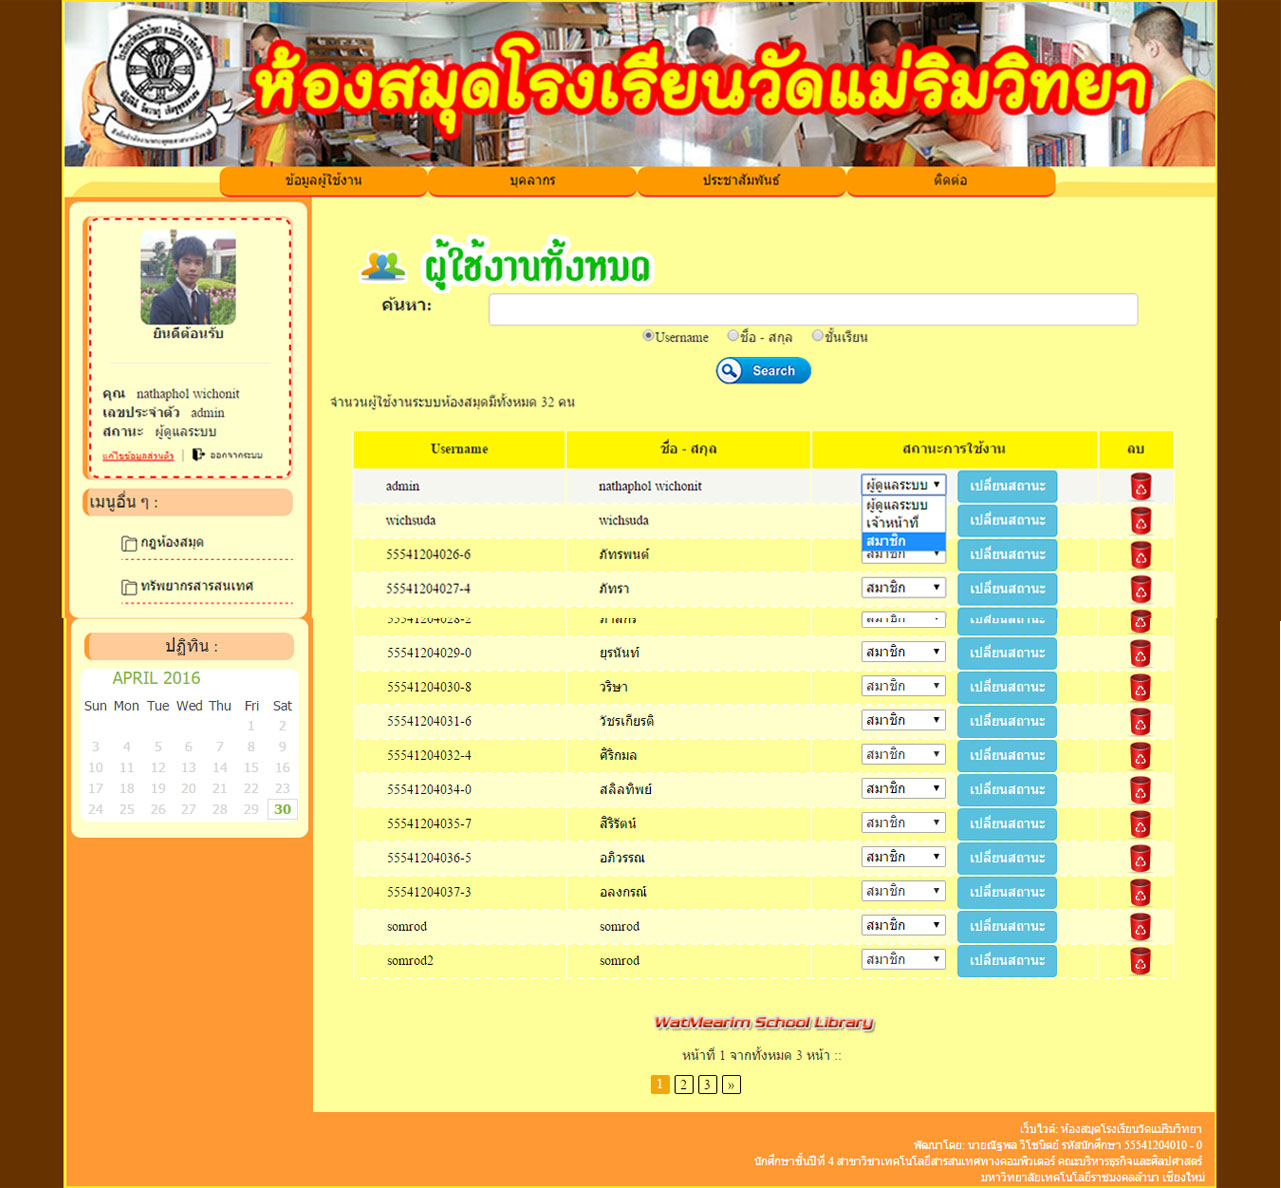 ห้องสมุดโรงเรียนวัดแม่ริมวิทยา
ข้อมูลผู้ใช้งาน บุคลากร ประชาสัมพันธ์ ติดต่อ
ยินดีต้อนรับ
คุณ nathaphol wichonit
เลขประจำตัว admin
สถานะ ผู้ดูแลระบบ
แก้ไขข้อมูลส่วนตัว | ออกจากระบบ
เมนูอื่น ๆ :
กฎห้องสมุด
ทรัพยากรสารสนเทศ
ปฏิทิน :
APRIL 2016
Sun Mon Tue Wed Thu Fri Sat
1 2
3 4 5 6 7 8 9
10 11 12 13 14 15 16
17 18 19 20 21 22 23
24 25 26 27 28 29 30
ผู้ใช้งานทั้งหมด
ค้นหา:
Username ชื่อ - สกุล ชั้นเรียน
Search
จำนวนผู้ใช้งานระบบห้องสมุดมีทั้งหมด 32 คน
Username ชื่อ - สกุล สถานะการใช้งาน ลบ
admin nathaphol wichonit ผู้ดูแลระบบ เปลี่ยนสถานะ
ผู้ดูแลระบบ
wichsuda wichsuda เจ้าหน้าที่ เปลี่ยนสถานะ
สมาชิก
55541204026-6 ภัทรพนต์ สมาชิก เปลี่ยนสถานะ
55541204027-4 ภัทรา สมาชิก เปลี่ยนสถานะ
55541204028-2 สมาชิก เปลี่ยนสถานะ
55541204029-0 ยุรนันท์ สมาชิก เปลี่ยนสถานะ
55541204030-8 วริษา สมาชิก เปลี่ยนสถานะ
55541204031-6 วัชรเกียรติ สมาชิก เปลี่ยนสถานะ
55541204032-4 ศิริกมล สมาชิก เปลี่ยนสถานะ
55541204034-0 สลิลทิพย์ สมาชิก เปลี่ยนสถานะ
55541204035-7 สิริรัตน์ สมาชิก เปลี่ยนสถานะ
55541204036-5 อภิวรรณ สมาชิก เปลี่ยนสถานะ
55541204037-3 อลงกรณ์ สมาชิก เปลี่ยนสถานะ
somrod somrod สมาชิก เปลี่ยนสถานะ
somrod2 somrod สมาชิก เปลี่ยนสถานะ
WatMearim School Library
หน้าที่ 1 จากทั้งหมด 3 หน้า ::
1 2 3 »
เว็บไวต์: ห้องสมุดโรงเรียนวัดแม่ริมวิทยา
พัฒนาโดย: นายณัฐพล วิโชนิตย์ รหัสนักศึกษา 55541204010 - 0
นักศึกษาชั้นปีที่ 4 สาขาวิชาเทคโนโลยีสารสนเทศทางคอมพิวเตอร์ คณะบริหารธุรกิจและศิลปศาสตร์
มหาวิทยาลัยเทคโนโลยีราชมงคลล้านนา เชียงใหม่